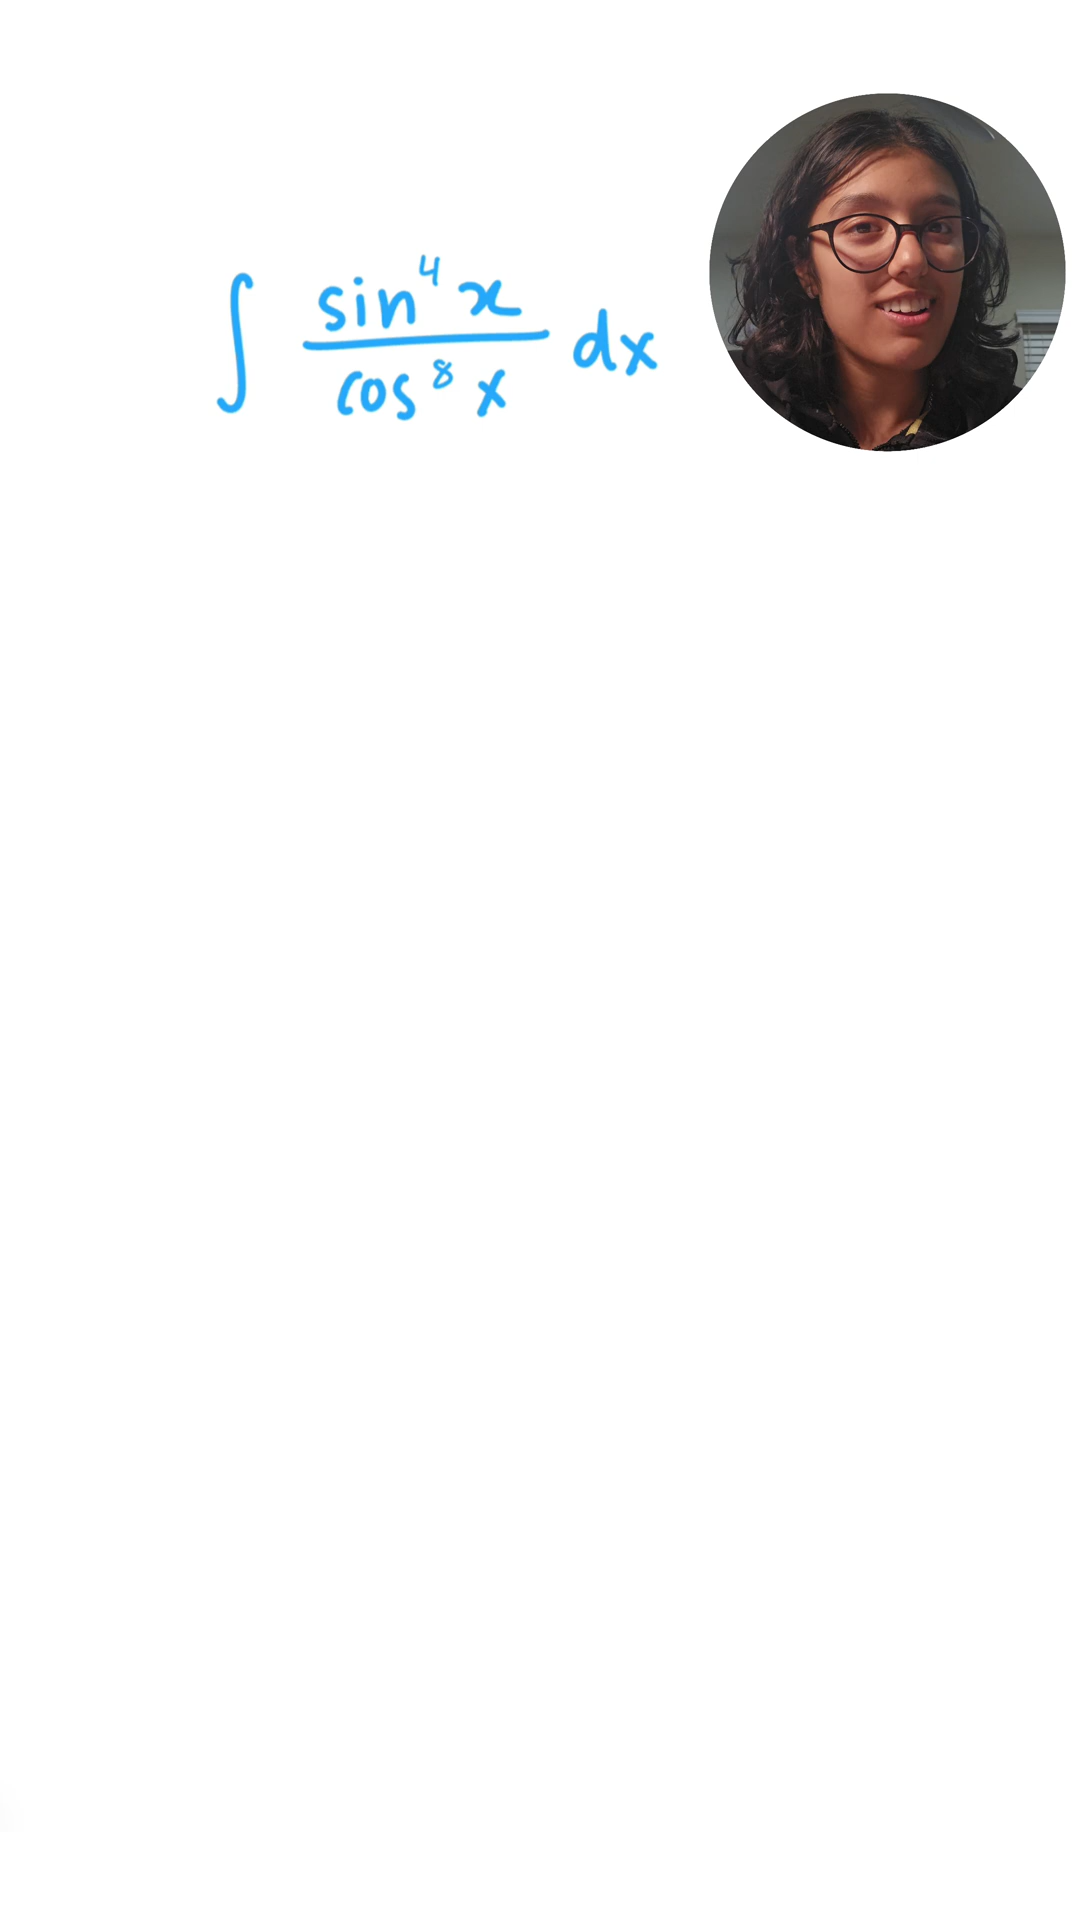 ∫ sin⁴x / cos⁸x dx